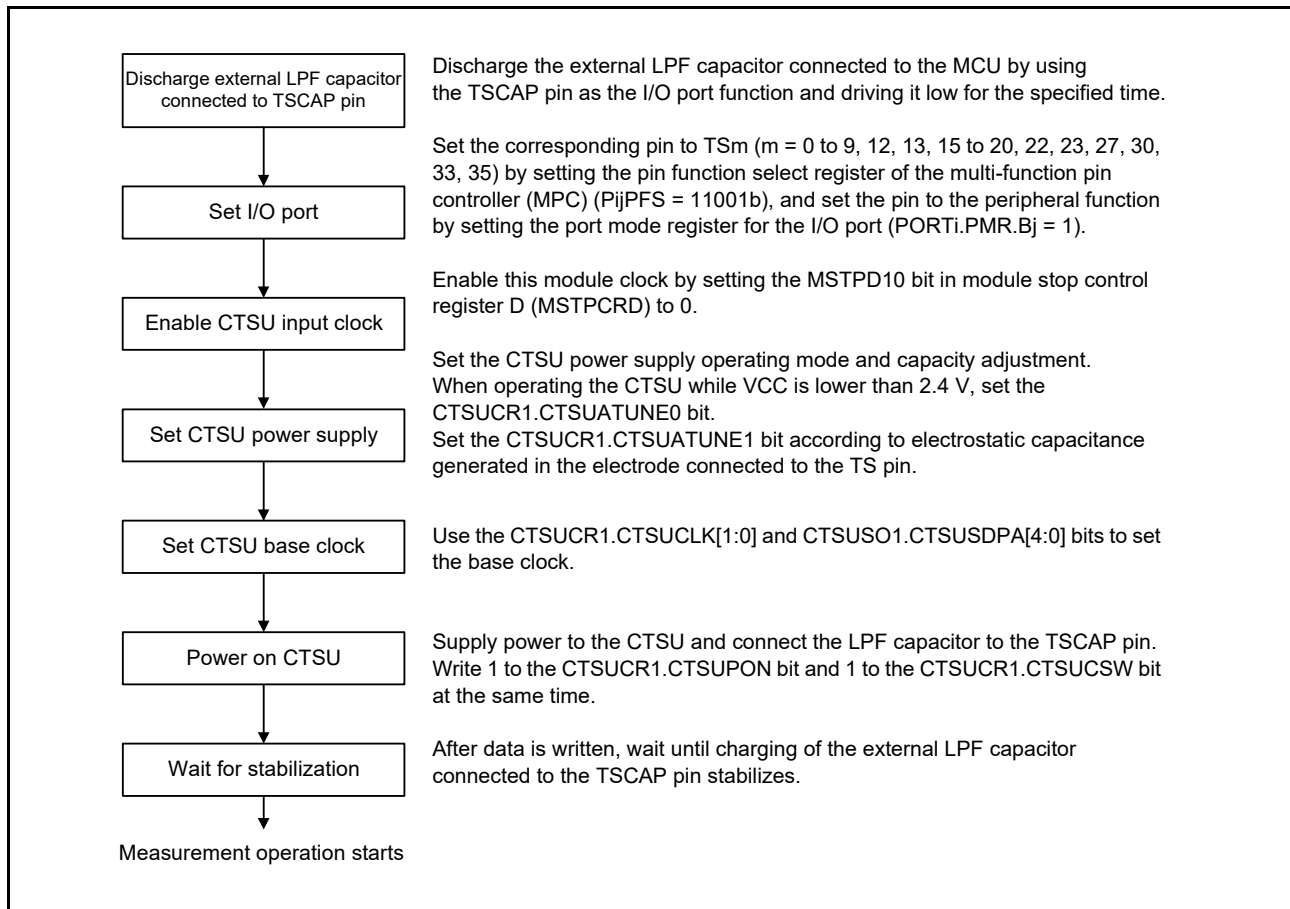 Discharge external LPF capacitor
connected to TSCAP pin
Discharge the external LPF capacitor connected to the MCU by using
the TSCAP pin as the I/O port function and driving it low for the specified time.
Set I/O port
Set the corresponding pin to TSm (m = 0 to 9, 12, 13, 15 to 20, 22, 23, 27, 30,
33, 35) by setting the pin function select register of the multi-function pin
controller (MPC) (PijPFS = 11001b), and set the pin to the peripheral function
by setting the port mode register for the I/O port (PORTi.PMR.Bj = 1).
Enable CTSU input clock
Enable this module clock by setting the MSTPD10 bit in module stop control
register D (MSTPCRD) to 0.
Set CTSU power supply
Set the CTSU power supply operating mode and capacity adjustment.
When operating the CTSU while VCC is lower than 2.4 V, set the
CTSUCR1.CTSUATUNE0 bit.
Set the CTSUCR1.CTSUATUNE1 bit according to electrostatic capacitance
generated in the electrode connected to the TS pin.
Set CTSU base clock
Use the CTSUCR1.CTSUCLK[1:0] and CTSUSO1.CTSUSDPA[4:0] bits to set
the base clock.
Power on CTSU
Supply power to the CTSU and connect the LPF capacitor to the TSCAP pin.
Write 1 to the CTSUCR1.CTSUPON bit and 1 to the CTSUCR1.CTSUCSW bit
at the same time.
Wait for stabilization
After data is written, wait until charging of the external LPF capacitor
connected to the TSCAP pin stabilizes.
Measurement operation starts